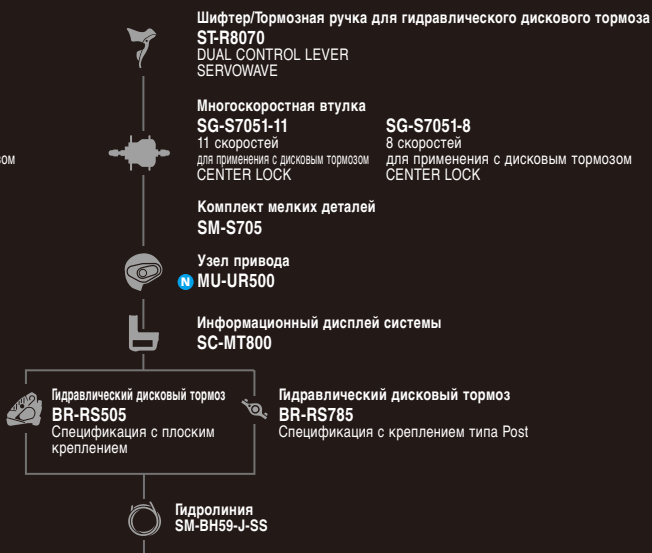 Шифтер/Тормозная ручка для гидравлического дискового тормоза
ST-R8070
DUAL CONTROL LEVER
SERVOWAVE
Многоскоростная втулка
SG-S7051-11
11 скоростей
для применения с дисковым тормозом
CENTER LOCK
SG-S7051-8
8 скоростей
для применения с дисковым тормозом
CENTER LOCK
зом
Комплект мелких деталей
SM-S705
Узел привода
N MU-UR500
Информационный дисплей системы
SC-MT800
Гидравлический дисковый тормоз
BR-RS505
Спецификация с плоским
креплением
Гидравлический дисковый тормоз
BR-RS785
Спецификация с креплением типа Post
Гидролиния
SM-BH59-J-SS